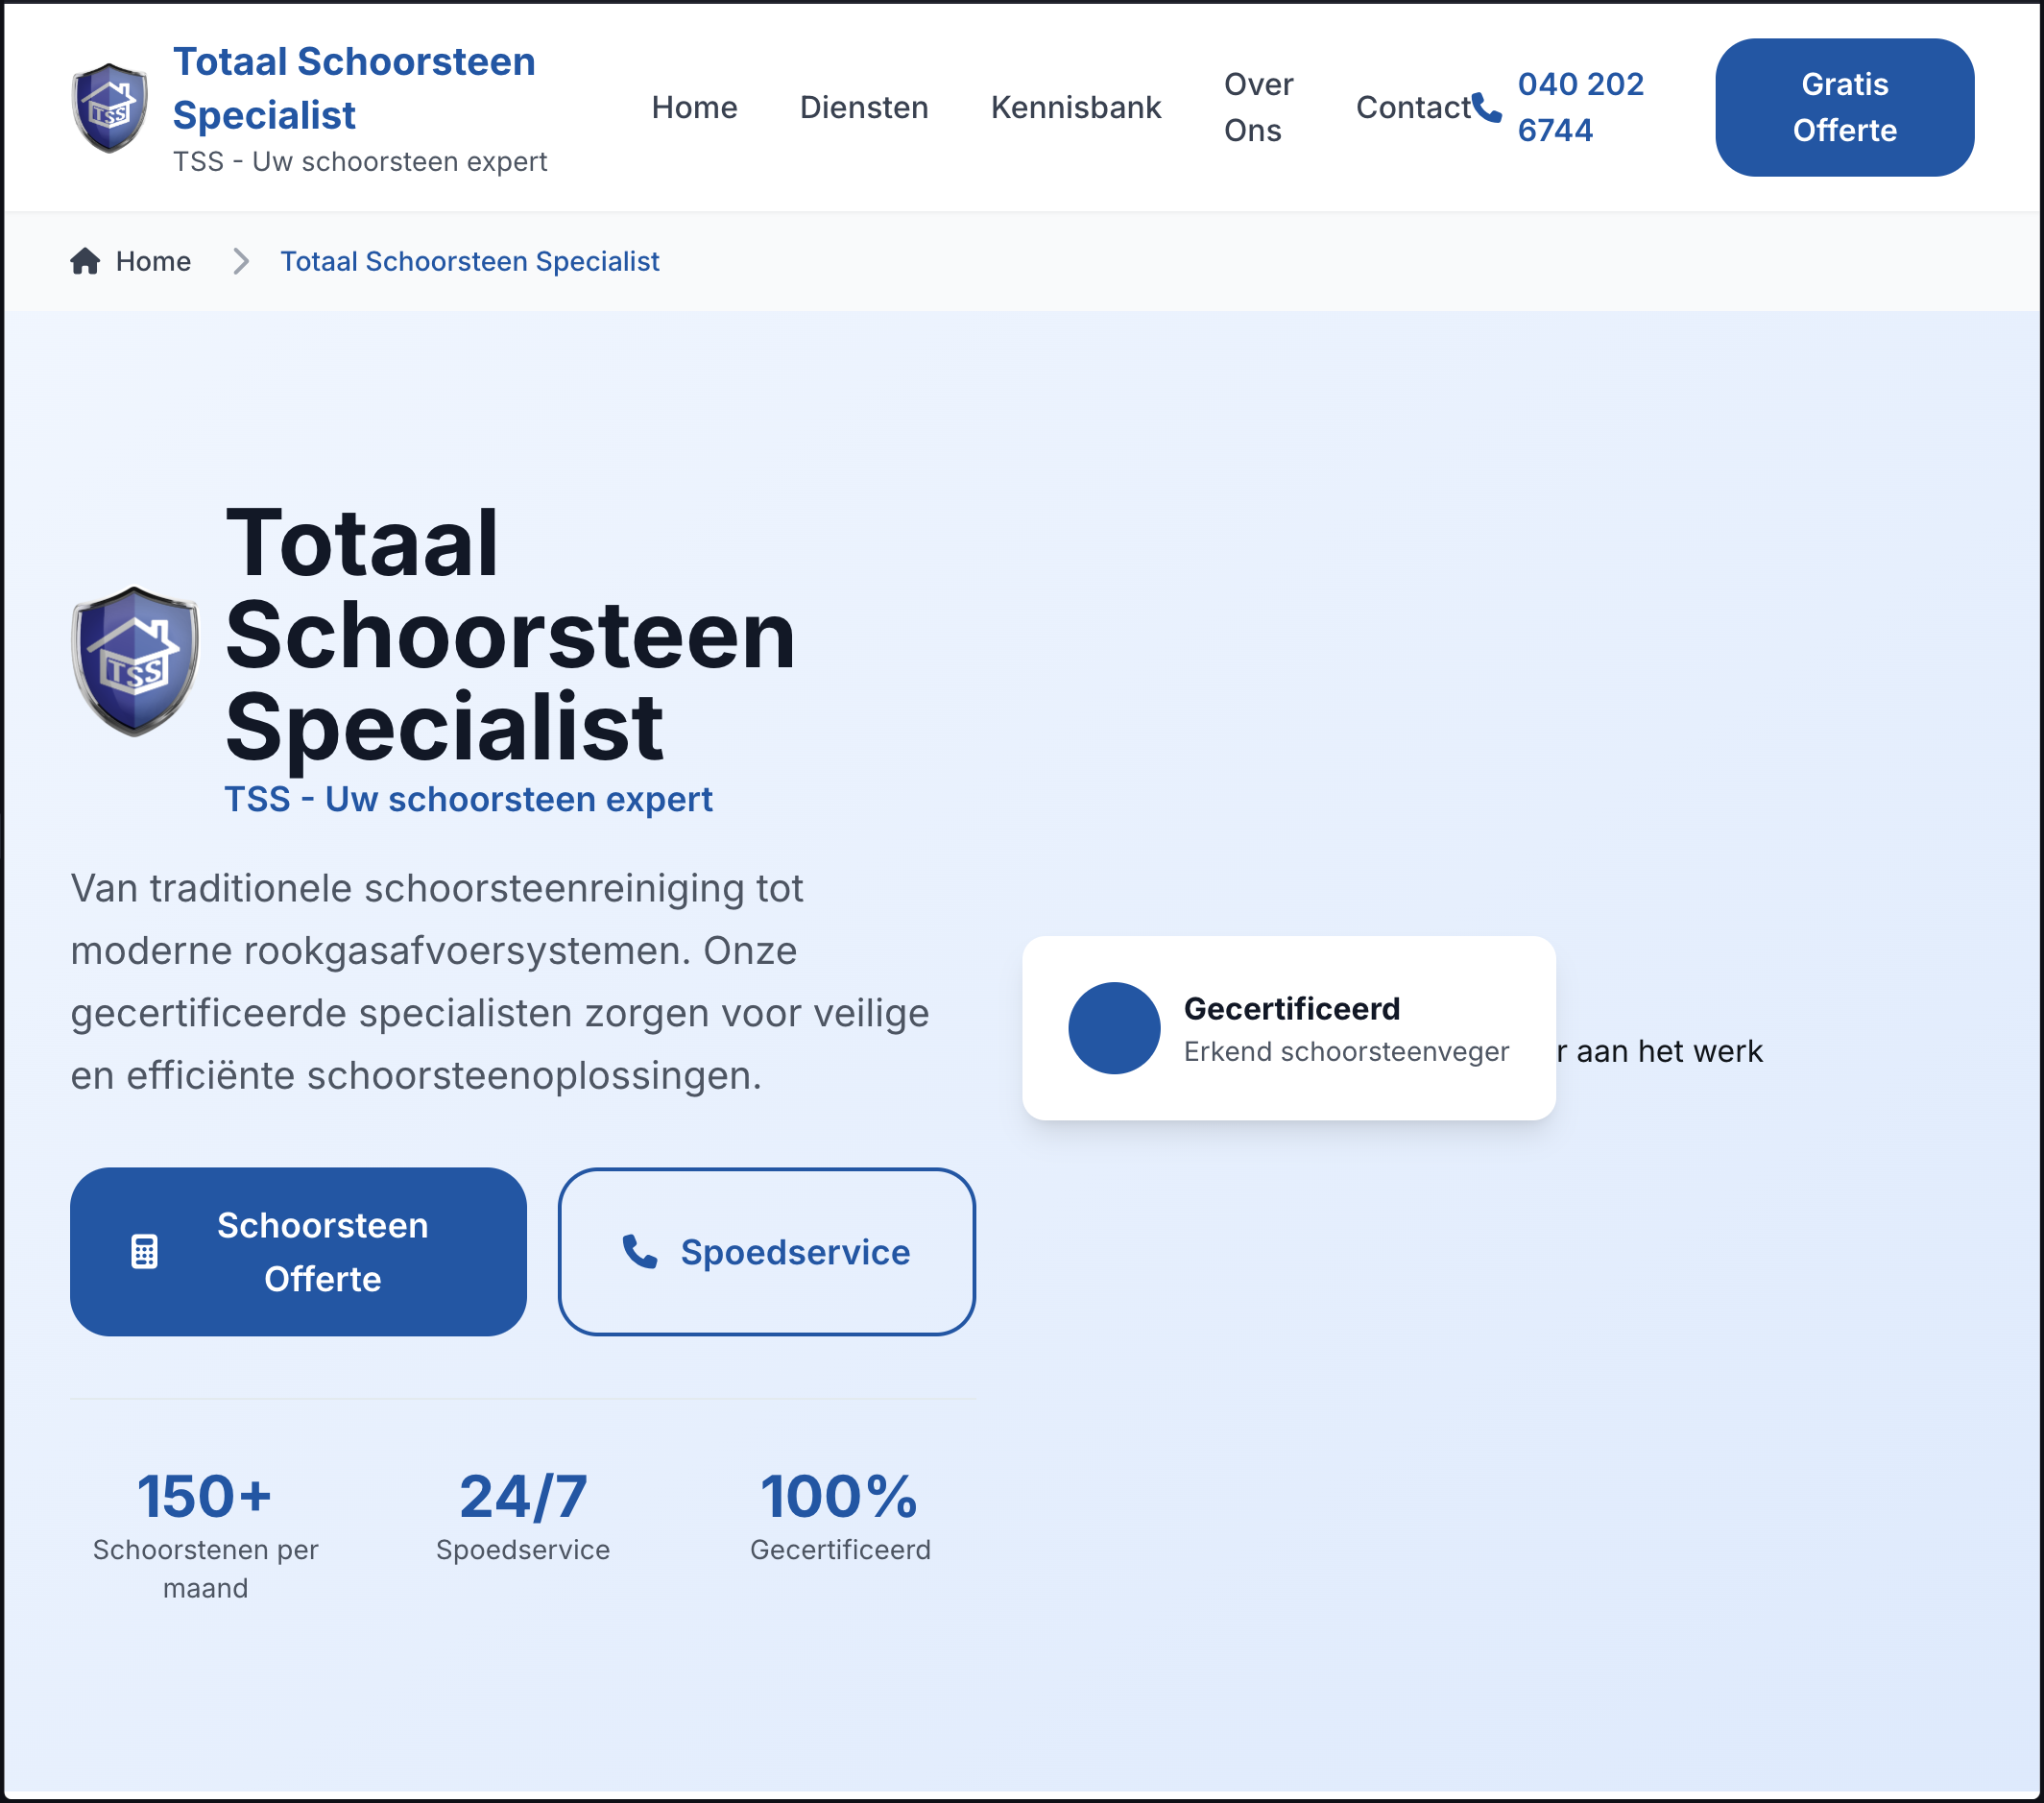 Totaal Schoorsteen
Specialist
TSS - Uw schoorsteen expert
Home
Diensten
Kennisbank
Over
Ons
Contact
040 202
6744
Gratis
Offerte
TSS
Home
Totaal Schoorsteen Specialist
Totaal
Schoorsteen
Specialist
TSS - Uw schoorsteen expert
TSS
Van traditionele schoorsteenreiniging tot
moderne rookgasafvoersystemen. Onze
gecertificeerde specialisten zorgen voor veilige
en efficiënte schoorsteenoplossingen.
Schoorsteen
Offerte
Spoedservice
150+
Schoorstenen per
maand
24/7
Spoedservice
100%
Gecertificeerd
Gecertificeerd
Erkend schoorsteenveger
r aan het werk